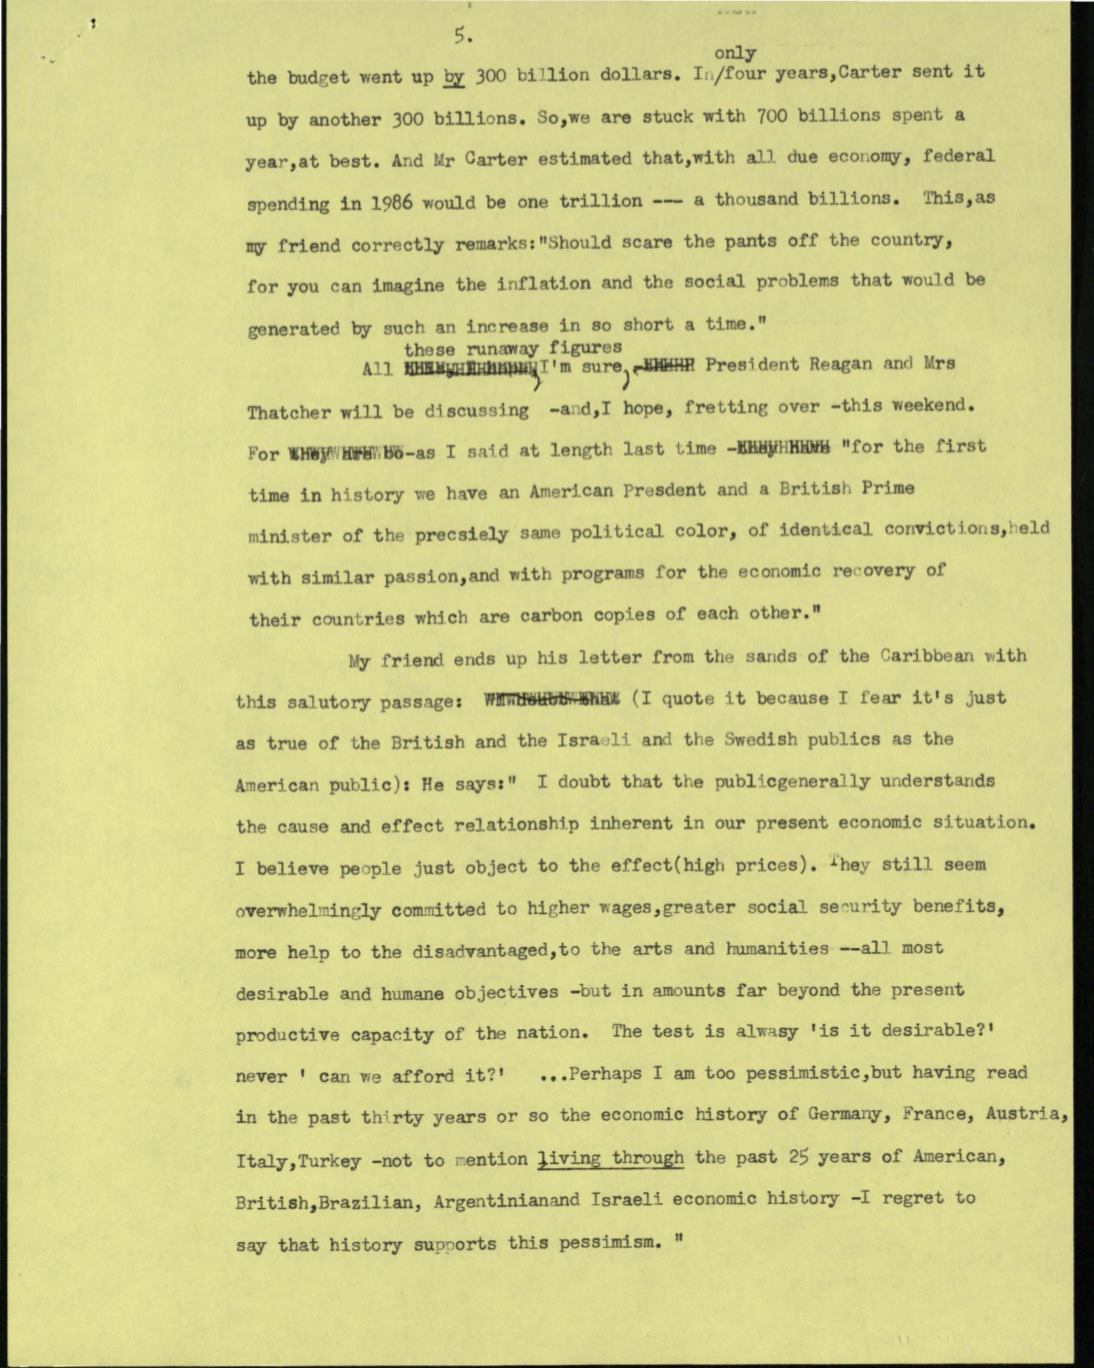 5.
only
the budget went up by 300 billion dollars. In/four years,Carter sent it
up by another 300 billions. So,we are stuck with 700 billions spent a
year,at best. And Mr Carter estimated that,with all due economy, federal
spending in 1986 would be one trillion --- a thousand billions. This,as
my friend correctly remarks:"Should scare the pants off the country,
for you can imagine the inflation and the social problems that would be
generated by such an increase in so short a time."
these runaway figures
All I'm sure, President Reagan and Mrs
Thatcher will be discussing -and,I hope, fretting over -this weekend.
For -as I said at length last time - "for the first
time in history we have an American Presdent and a British Prime
minister of the precsiely same political color, of identical convictions,held
with similar passion,and with programs for the economic recovery of
their countries which are carbon copies of each other."
My friend ends up his letter from the sands of the Caribbean with
this salutory passage: (I quote it because I fear it's just
as true of the British and the Israeli and the Swedish publics as the
American public): He says:" I doubt that the publicgenerally understands
the cause and effect relationship inherent in our present economic situation.
I believe people just object to the effect(high prices). They still seem
overwhelmingly committed to higher wages,greater social security benefits,
more help to the disadvantaged,to the arts and humanities --all most
desirable and humane objectives -but in amounts far beyond the present
productive capacity of the nation. The test is alwasy 'is it desirable?'
never ' can we afford it?' ...Perhaps I am too pessimistic,but having read
in the past thirty years or so the economic history of Germany, France, Austria,
Italy,Turkey -not to mention living through the past 25 years of American,
British,Brazilian, Argentinianand Israeli economic history -I regret to
say that history supports this pessimism. "